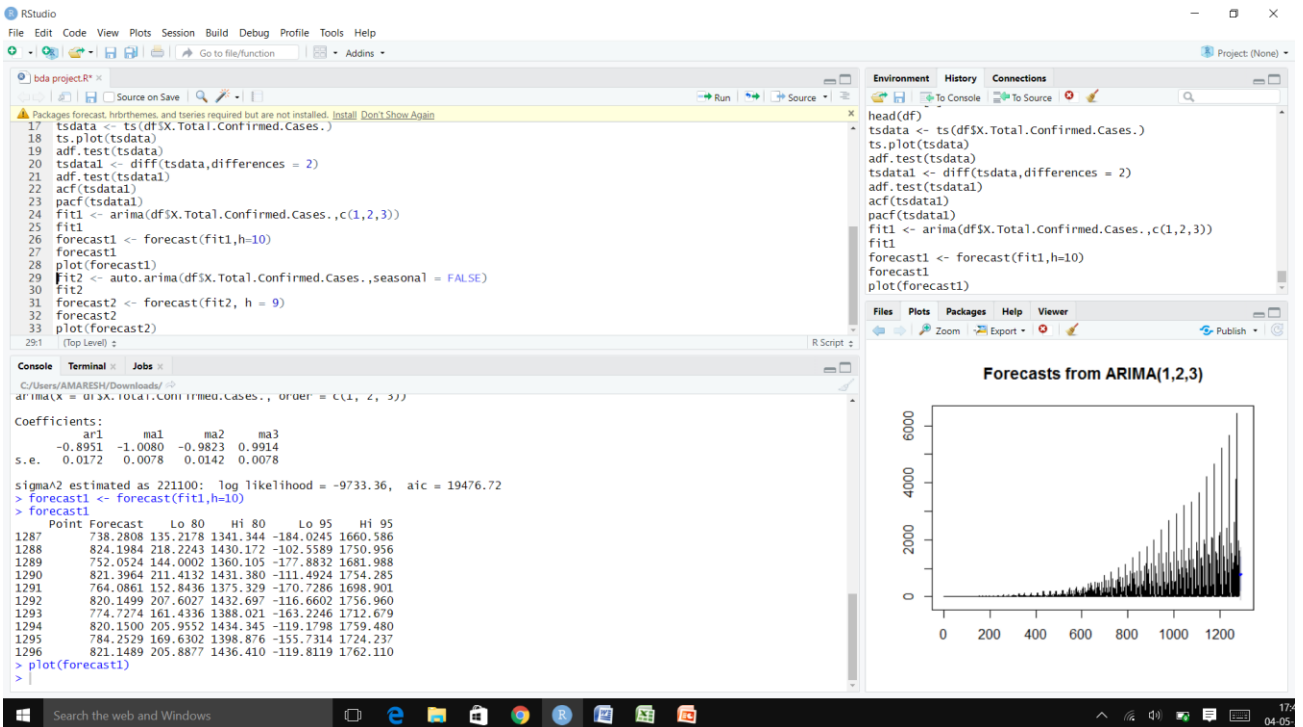 RStudio
File Edit Code View Plots Session Build Debug Profile Tools Help
Go to file/function Addins Project: (None)
bda project.R*
Source on Save Run Source
Packages forecast, hrbrthemes, and tseries required but are not installed. Install Don't Show Again
17 tsdata <- ts(df$X.Total.Confirmed.Cases.)
18 ts.plot(tsdata)
19 adf.test(tsdata)
20 tsdata1 <- diff(tsdata,differences = 2)
21 adf.test(tsdata1)
22 acf(tsdata1)
23 pacf(tsdata1)
24 fit1 <- arima(df$X.Total.Confirmed.Cases.,c(1,2,3))
25 fit1
26 forecast1 <- forecast(fit1,h=10)
27 forecast1
28 plot(forecast1)
29 fit2 <- auto.arima(df$X.Total.Confirmed.Cases.,seasonal = FALSE)
30 fit2
31 forecast2 <- forecast(fit2, h = 9)
32 forecast2
33 plot(forecast2)
29:1 (Top Level) R Script
Console Terminal Jobs
C:/Users/AMARESH/Downloads/
arima(x = df$X.Total.Confirmed.Cases., order = c(1, 2, 3))
Coefficients:
ar1 ma1 ma2 ma3
-0.8951 -1.0080 -0.9823 0.9914
s.e. 0.0172 0.0078 0.0142 0.0078
sigma^2 estimated as 221100: log likelihood = -9733.36, aic = 19476.72
> forecast1 <- forecast(fit1,h=10)
> forecast1
Point Forecast Lo 80 Hi 80 Lo 95 Hi 95
1287 738.2808 135.2178 1341.344 -184.0245 1660.586
1288 824.1984 218.2243 1430.172 -102.5589 1750.956
1289 752.0524 144.0002 1360.105 -177.8832 1681.988
1290 821.3964 211.4132 1431.380 -111.4924 1754.285
1291 764.0861 152.8436 1375.329 -170.7286 1698.901
1292 820.1499 207.6027 1432.697 -116.6602 1756.960
1293 774.7274 161.4336 1388.021 -163.2246 1712.679
1294 820.1500 205.9552 1434.345 -119.1798 1759.480
1295 784.2529 169.6302 1398.876 -155.7314 1724.237
1296 821.1489 205.8877 1436.410 -119.8119 1762.110
> plot(forecast1)
>
Environment History Connections
To Console To Source
head(df)
tsdata <- ts(df$X.Total.Confirmed.Cases.)
ts.plot(tsdata)
adf.test(tsdata)
tsdata1 <- diff(tsdata,differences = 2)
adf.test(tsdata1)
acf(tsdata1)
pacf(tsdata1)
fit1 <- arima(df$X.Total.Confirmed.Cases.,c(1,2,3))
fit1
forecast1 <- forecast(fit1,h=10)
forecast1
plot(forecast1)
Files Plots Packages Help Viewer
Zoom Export Publish
Forecasts from ARIMA(1,2,3)
6000
4000
2000
0
0 200 400 600 800 1000 1200
Search the web and Windows